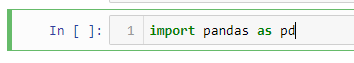 In [ ]: 1 import pandas as pd